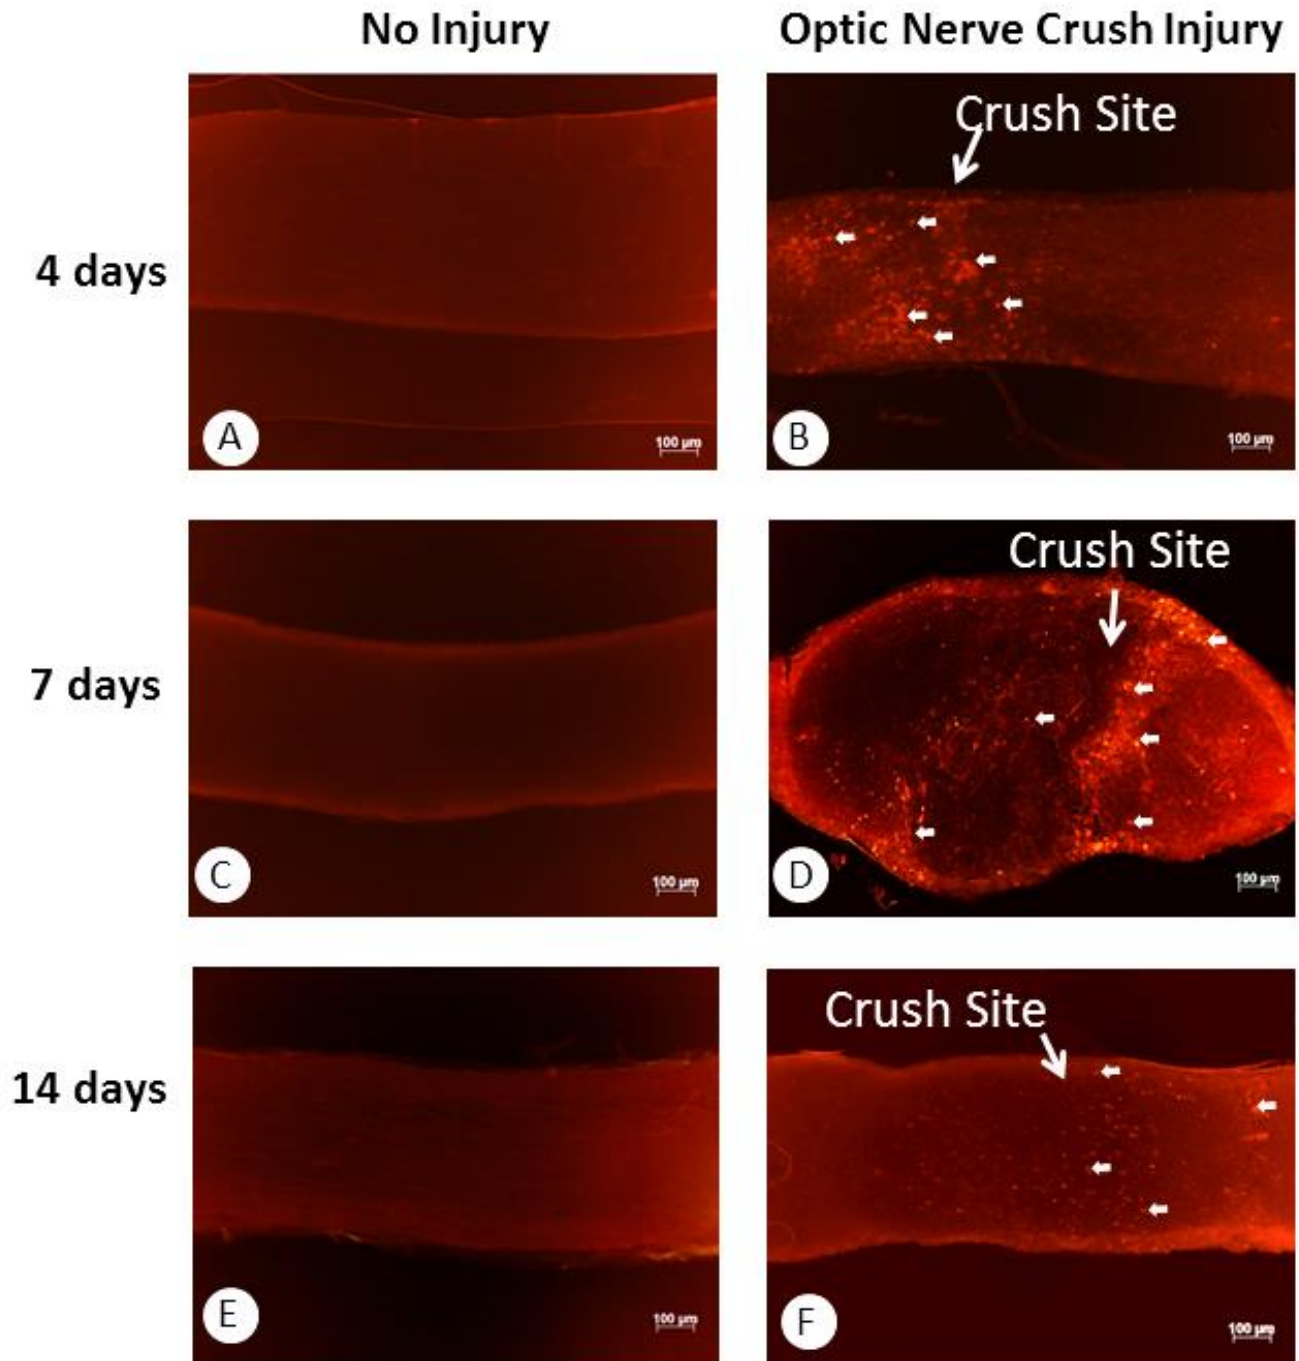 No Injury
Optic Nerve Crush Injury
4 days
A
100 µm
Crush Site
B
100 µm
7 days
C
100 µm
Crush Site
D
100 µm
14 days
E
100 µm
Crush Site
F
100 µm